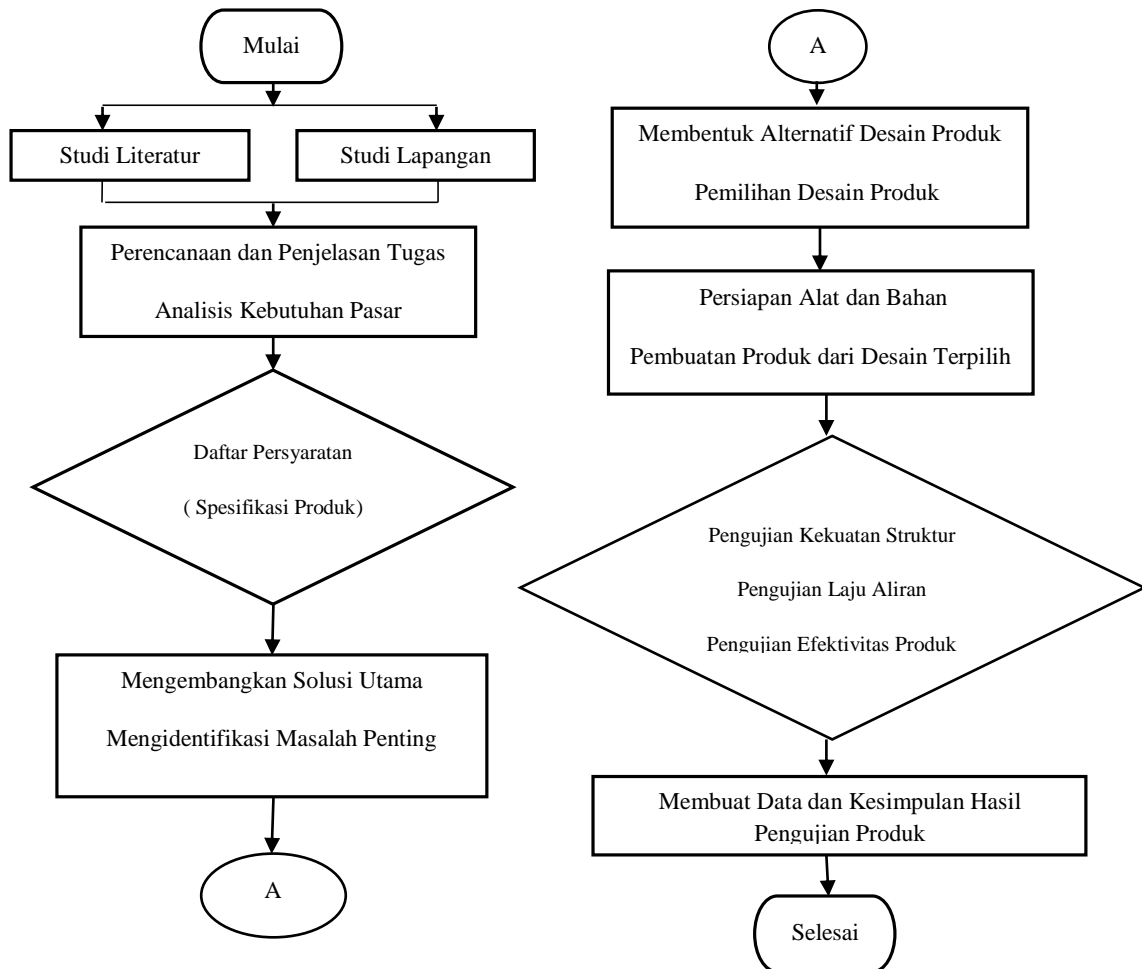 Mulai
Studi Literatur
Studi Lapangan
Perencanaan dan Penjelasan Tugas
Analisis Kebutuhan Pasar
Daftar Persyaratan
( Spesifikasi Produk)
Mengembangkan Solusi Utama
Mengidentifikasi Masalah Penting
A
A
Membentuk Alternatif Desain Produk
Pemilihan Desain Produk
Persiapan Alat dan Bahan
Pembuatan Produk dari Desain Terpilih
Pengujian Kekuatan Struktur
Pengujian Laju Aliran
Pengujian Efektivitas Produk
Membuat Data dan Kesimpulan Hasil
Pengujian Produk
Selesai